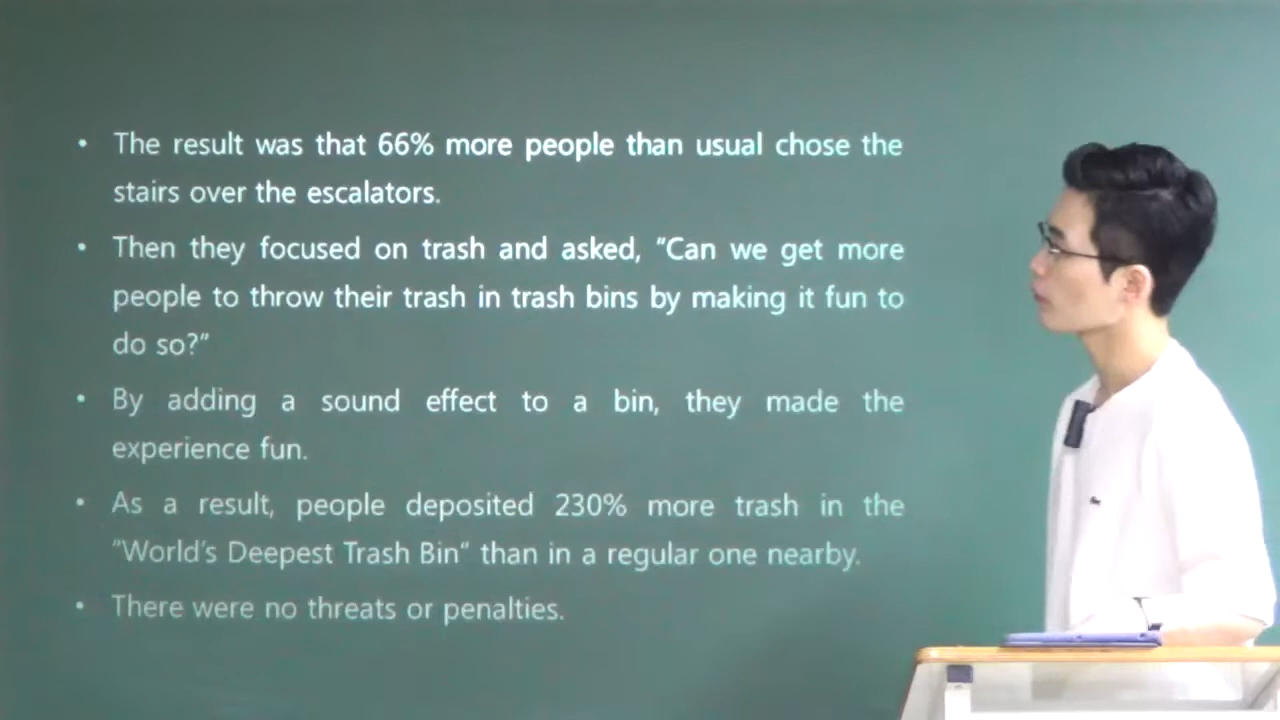 • The result was that 66% more people than usual chose the
stairs over the escalators.
• Then they focused on trash and asked, "Can we get more
people to throw their trash in trash bins by making it fun to
do so?”
• By adding a sound effect to a bin, they made the
experience fun.
• As a result, people deposited 230% more trash in the
“World’s Deepest Trash Bin“ than in a regular one nearby.
• There were no threats or penalties.